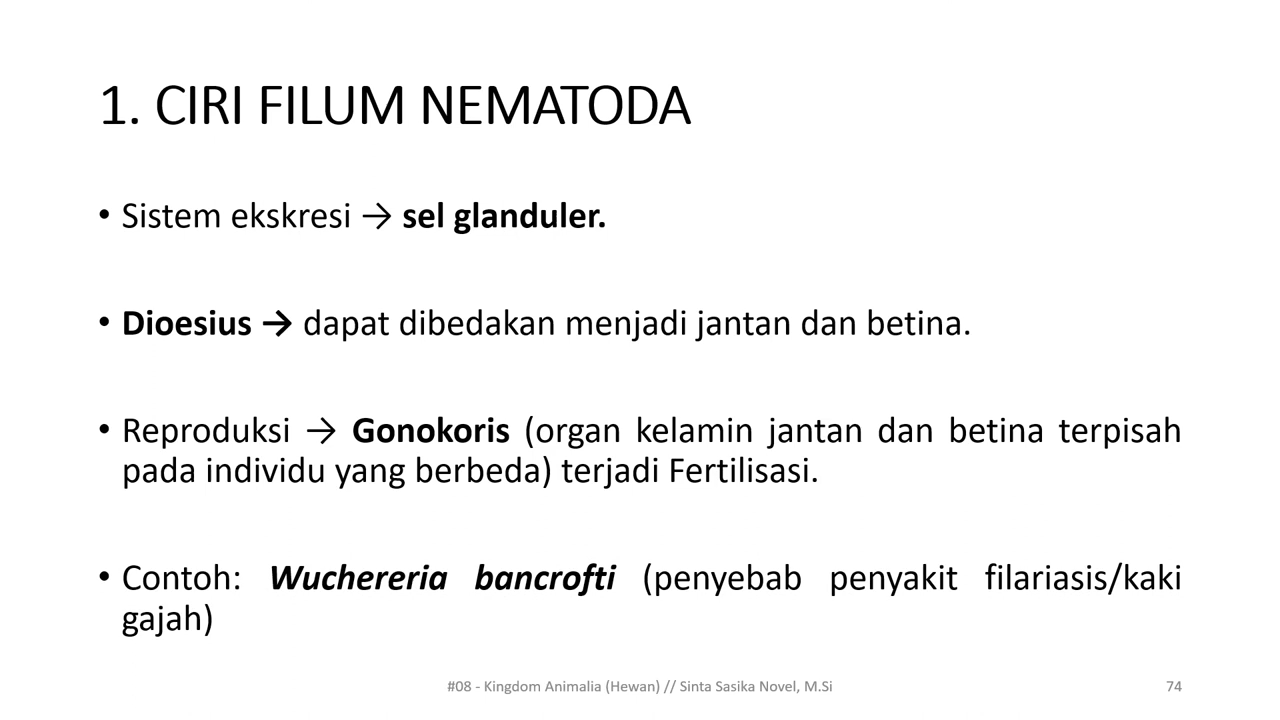 1. CIRI FILUM NEMATODA
• Sistem ekskresi → sel glanduler.
• Dioesius → dapat dibedakan menjadi jantan dan betina.
• Reproduksi → Gonokoris (organ kelamin jantan dan betina terpisah
pada individu yang berbeda) terjadi Fertilisasi.
• Contoh: Wuchereria bancrofti (penyebab penyakit filariasis/kaki
gajah)
#08 - Kingdom Animalia (Hewan) // Sinta Sasika Novel, M.Si
74